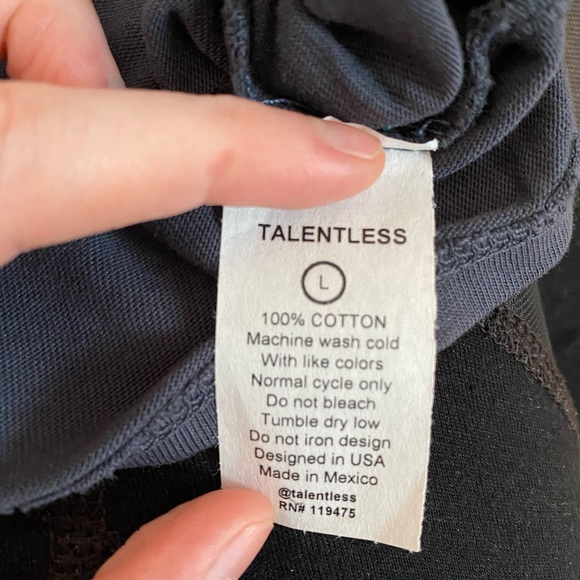 TALENTLESS
L
100% COTTON
Machine wash cold
With like colors
Normal cycle only
Do not bleach
Tumble dry low
Do not iron design
Designed in USA
Made in Mexico
@talentless
RN# 119475